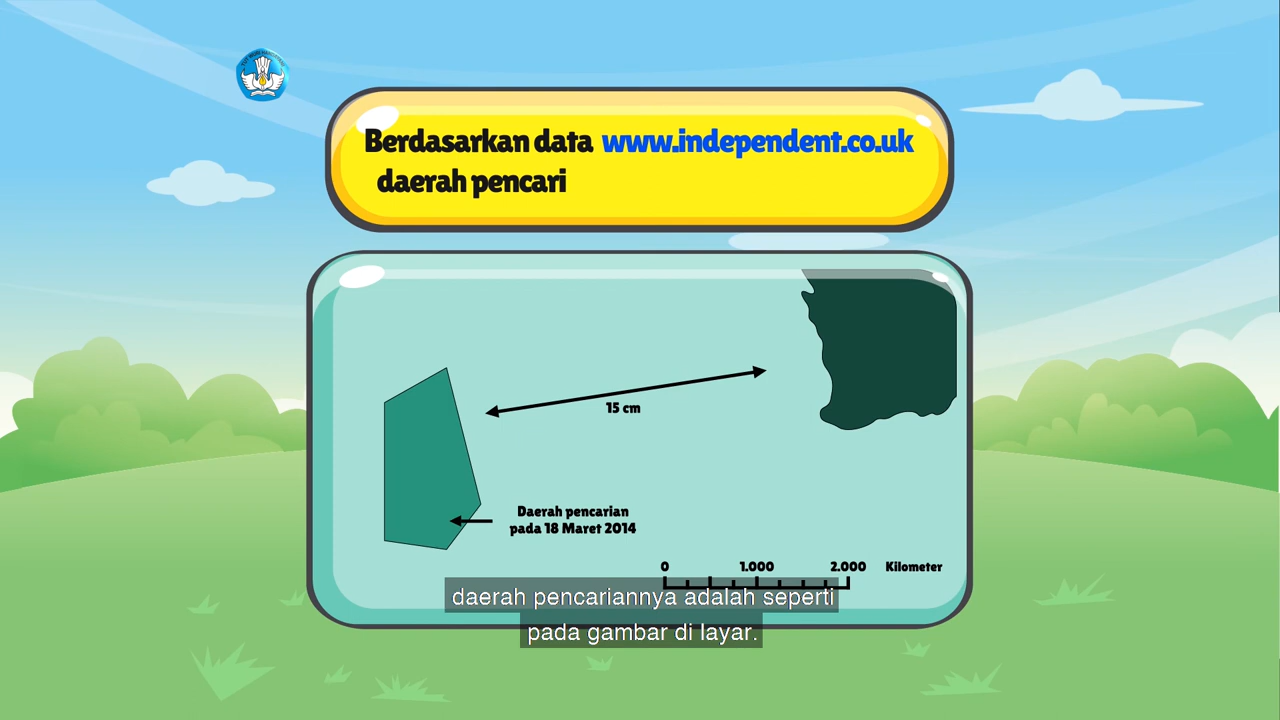 Berdasarkan data www.independent.co.uk
daerah pencari
15 cm
Daerah pencarian
pada 18 Maret 2014
0 1.000 2.000 Kilometer
daerah pencariannya adalah seperti
pada gambar di layar.